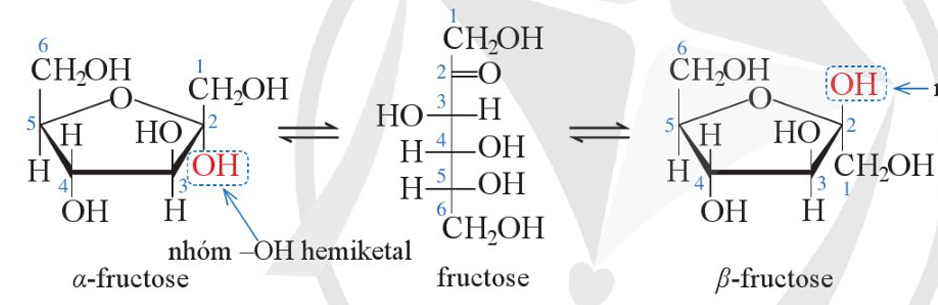 6
CH₂OH
O
1
CH₂OH
5
H
HO
2
H
OH
4
3
OH
H
nhóm –OH hemiketal
α-fructose
1
CH₂OH
2
O
3
HO
H
4
H
OH
5
H
OH
6
CH₂OH
fructose
6
CH₂OH
OH
O
5
H
HO
2
H
CH₂OH
4
3
1
OH
H
β-fructose